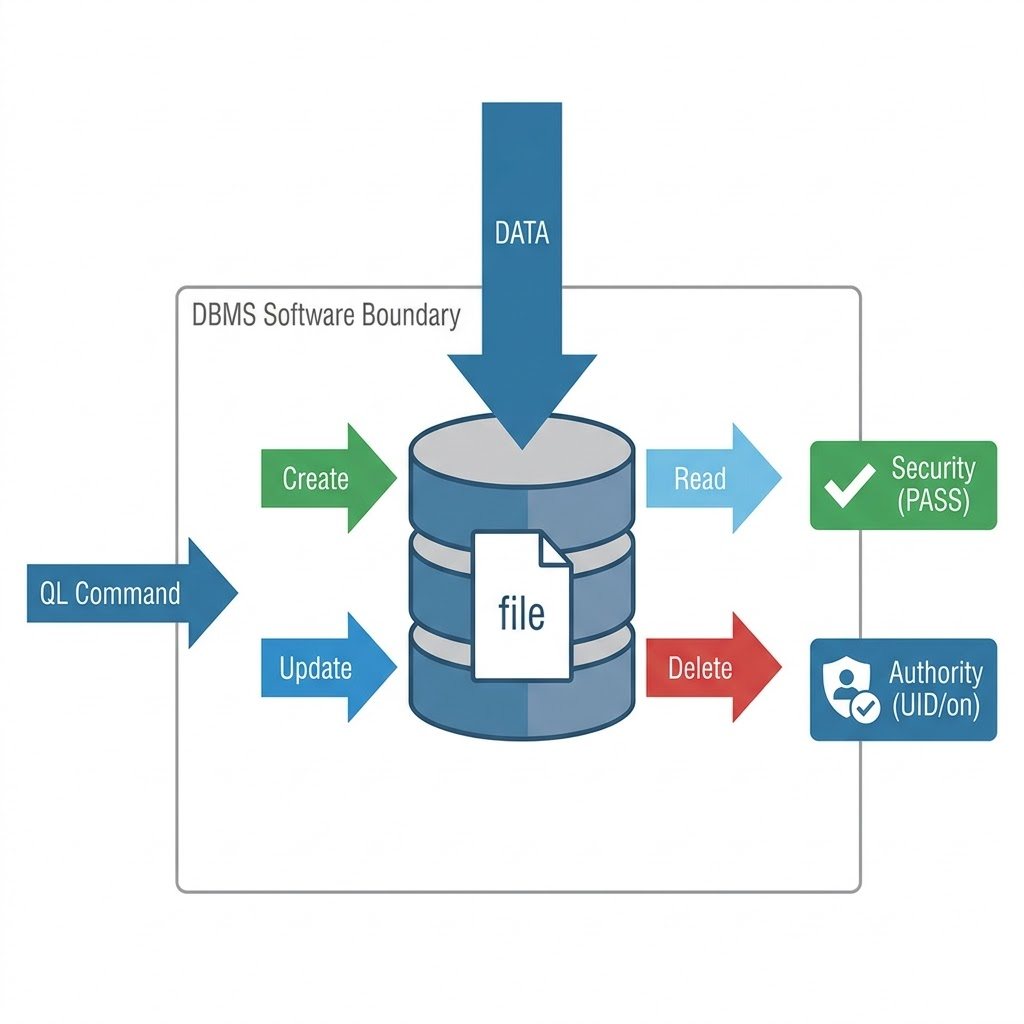 DATA
DBMS Software Boundary
Create
Read
Security
(PASS)
QL Command
file
Update
Delete
Authority
(UID/on)